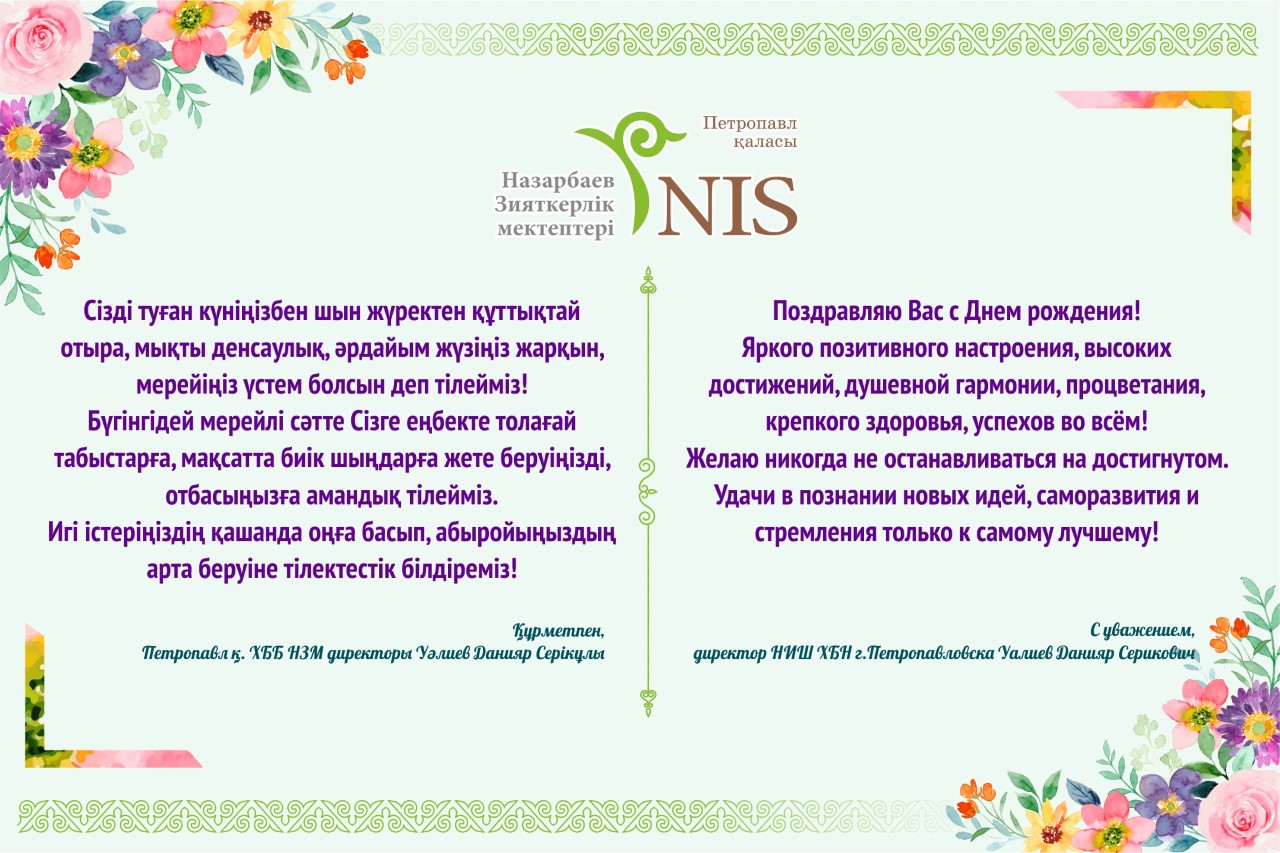 Петропавл
қаласы
Назарбаев
Зияткерлік
мектептері
NIS
Сізді туған күніңізбен шын жүректен құттықтай
отыра, мықты денсаулық, әрдайым жүзіңіз жарқын,
мерейіңіз үстем болсын деп тілейміз!
Бүгінгідей мерейлі сәтте Сізге еңбекте толағай
табыстарға, мақсатта биік шыңдарға жете беруіңізді,
отбасыңызға амандық тілейміз.
Игі істеріңіздің қашанда оңға басып, абыройыңыздың
арта беруіне тілектестік білдіреміз!
Құрметпен,
Петропавл қ. ХББ НЗМ директоры Уәлиев Данияр Серікұлы
Поздравляю Вас с Днем рождения!
Яркого позитивного настроения, высоких
достижений, душевной гармонии, процветания,
крепкого здоровья, успехов во всём!
Желаю никогда не останавливаться на достигнутом.
Удачи в познании новых идей, саморазвития и
стремления только к самому лучшему!
С уважением,
директор НИШ ХБН г.Петропавловска Уалиев Данияр Серикович